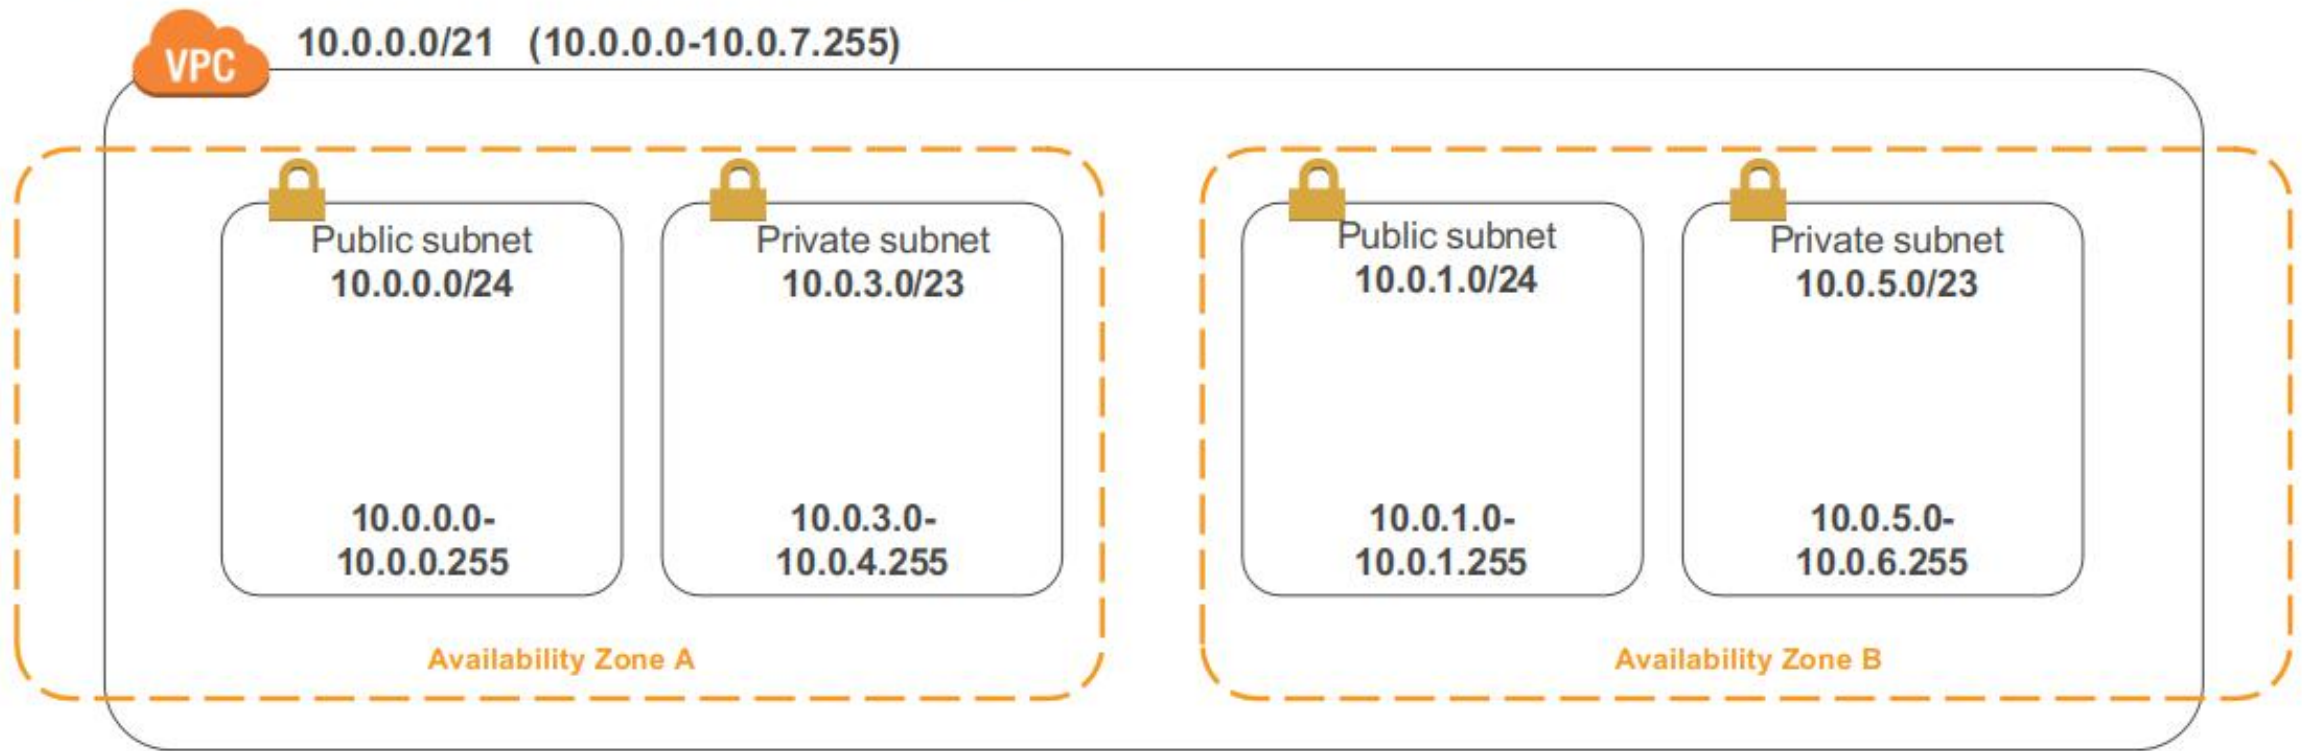 VPC
10.0.0.0/21 (10.0.0.0-10.0.7.255)
Public subnet
10.0.0.0/24
10.0.0.0-
10.0.0.255
Private subnet
10.0.3.0/23
10.0.3.0-
10.0.4.255
Availability Zone A
Public subnet
10.0.1.0/24
10.0.1.0-
10.0.1.255
Private subnet
10.0.5.0/23
10.0.5.0-
10.0.6.255
Availability Zone B